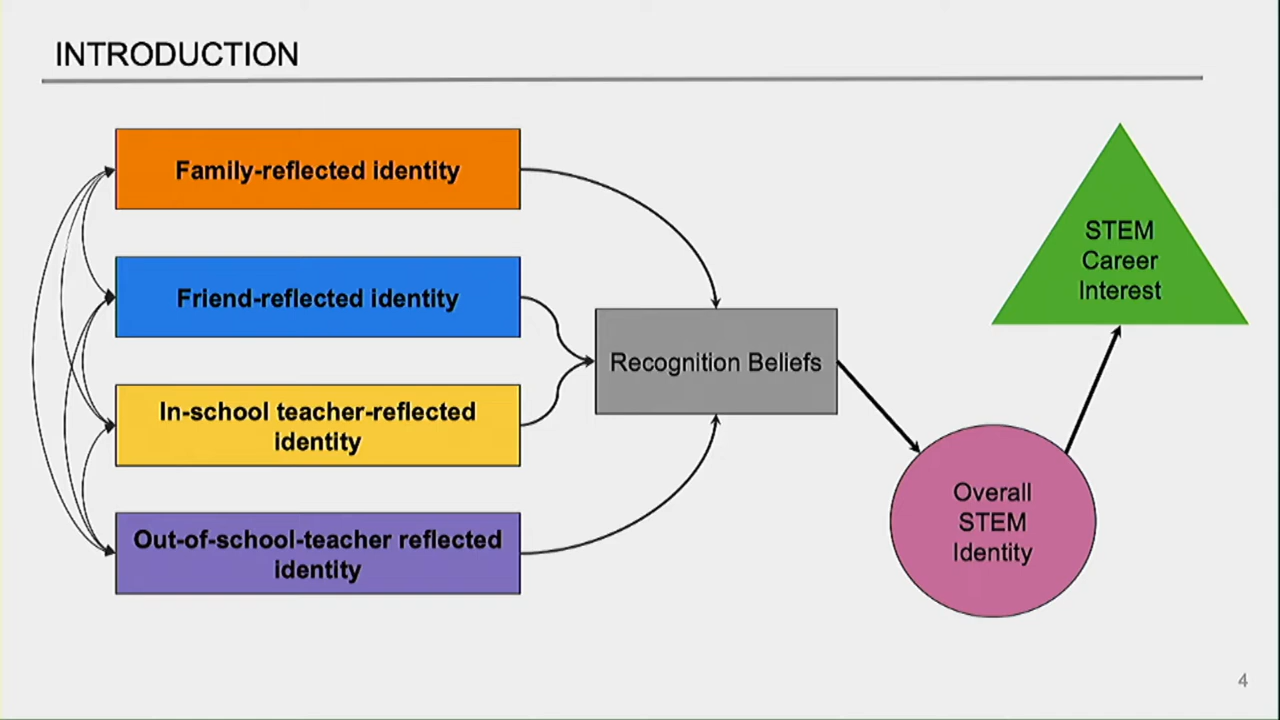 INTRODUCTION
Family-reflected identity
Friend-reflected identity
In-school teacher-reflected
identity
Out-of-school-teacher reflected
identity
Recognition Beliefs
STEM
Career
Interest
Overall
STEM
Identity
4